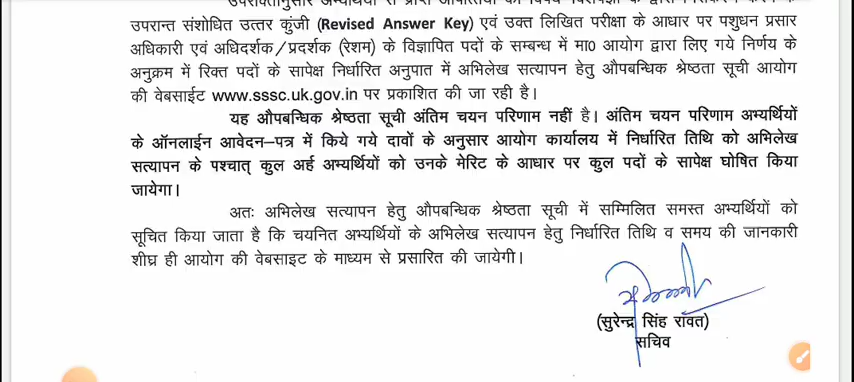 उपरान्त संशोधित उत्तर कुंजी (Revised Answer Key) एवं उक्त लिखित परीक्षा के आधार पर पशुधन प्रसार
अधिकारी एवं अधिदर्शक/प्रदर्शक (रेशम) के विज्ञापित पदों के सम्बन्ध में मा0 आयोग द्वारा लिए गये निर्णय के
अनुक्रम में रिक्त पदों के सापेक्ष निर्धारित अनुपात में अभिलेख सत्यापन हेतु औपबन्धिक श्रेष्ठता सूची आयोग
की वेबसाईट www.sssc.uk.gov.in पर प्रकाशित की जा रही है।
यह औपबन्धिक श्रेष्ठता सूची अंतिम चयन परिणाम नहीं है। अंतिम चयन परिणाम अभ्यर्थियों
के ऑनलाईन आवेदन–पत्र में किये गये दावों के अनुसार आयोग कार्यालय में निर्धारित तिथि को अभिलेख
सत्यापन के पश्चात् कुल अर्ह अभ्यर्थियों को उनके मेरिट के आधार पर कुल पदों के सापेक्ष घोषित किया
जायेगा।
अतः अभिलेख सत्यापन हेतु औपबन्धिक श्रेष्ठता सूची में सम्मिलित समस्त अभ्यर्थियों को
सूचित किया जाता है कि चयनित अभ्यर्थियों के अभिलेख सत्यापन हेतु निर्धारित तिथि व समय की जानकारी
शीघ्र ही आयोग की वेबसाइट के माध्यम से प्रसारित की जायेगी।
(सुरेन्द्र सिंह रावत)
सचिव